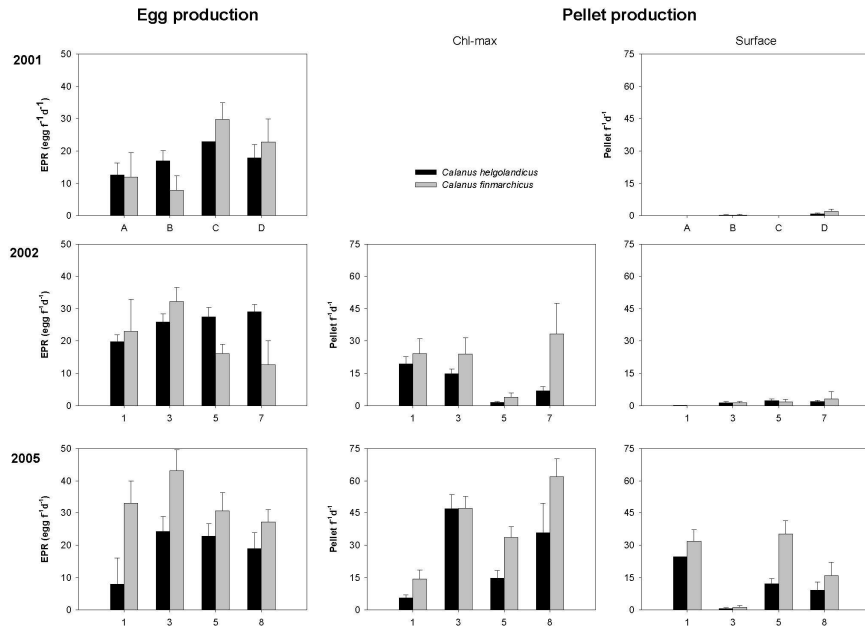 Egg production
Pellet production
Chl-max
Surface
2001
50
40
30
20
10
0
EPR (egg f⁻¹d⁻¹)
A B C D
Calanus helgolandicus
Calanus finmarchicus
75
60
45
30
15
0
Pellet f⁻¹d⁻¹
A B C D
2002
50
40
30
20
10
0
EPR (egg f⁻¹d⁻¹)
1 3 5 7
75
60
45
30
15
0
Pellet f⁻¹d⁻¹
1 3 5 7
75
60
45
30
15
0
1 3 5 7
2005
50
40
30
20
10
0
EPR (egg f⁻¹d⁻¹)
1 3 5 8
75
60
45
30
15
0
Pellet f⁻¹d⁻¹
1 3 5 8
75
60
45
30
15
0
1 3 5 8